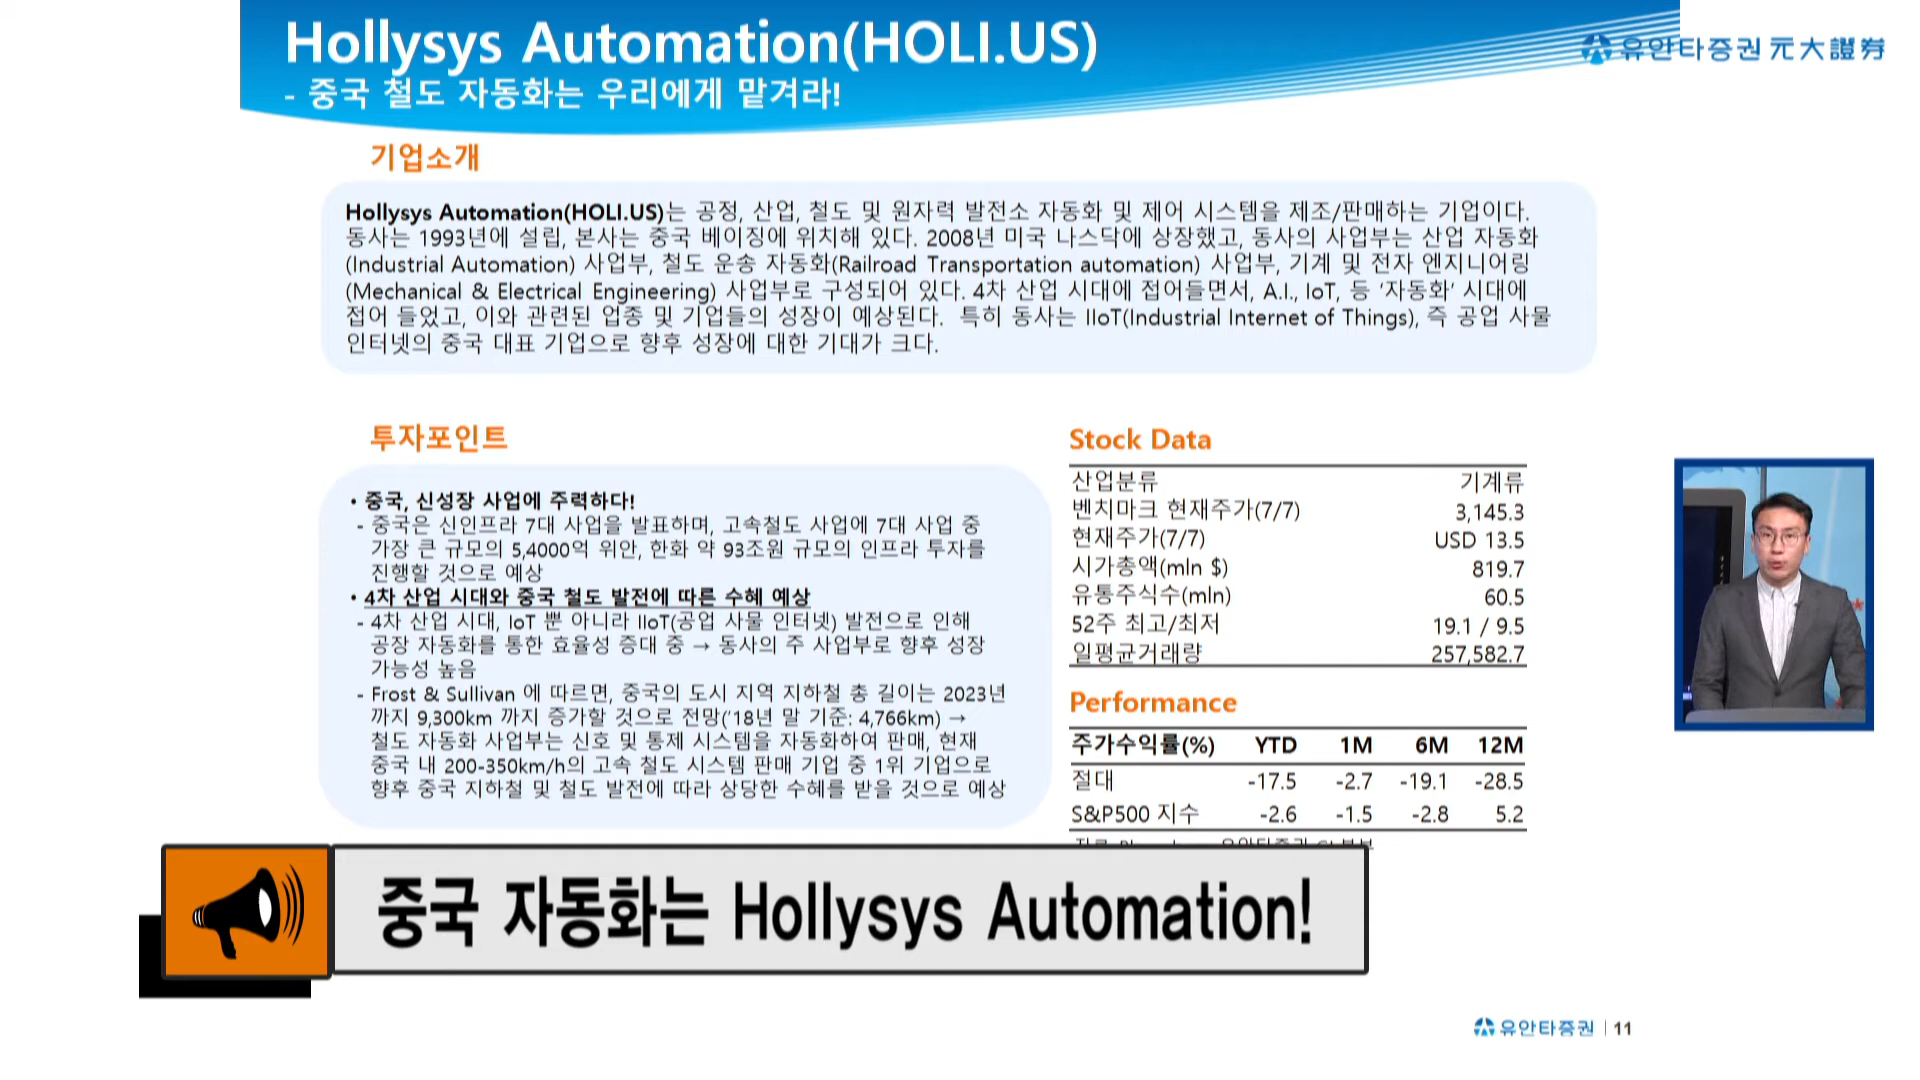 Hollysys Automation(HOLI.US)
- 중국 철도 자동화는 우리에게 맡겨라!
유안타증권 元大證券
기업소개
Hollysys Automation(HOLI.US)는 공정, 산업, 철도 및 원자력 발전소 자동화 및 제어 시스템을 제조/판매하는 기업이다.
동사는 1993년에 설립, 본사는 중국 베이징에 위치해 있다. 2008년 미국 나스닥에 상장했고, 동사의 사업부는 산업 자동화
(Industrial Automation) 사업부, 철도 운송 자동화(Railroad Transportation automation) 사업부, 기계 및 전자 엔지니어링
(Mechanical & Electrical Engineering) 사업부로 구성되어 있다. 4차 산업 시대에 접어들면서, A.I., IoT, 등 ‘자동화’ 시대에
접어 들었고, 이와 관련된 업종 및 기업들의 성장이 예상된다. 특히 동사는 IIoT(Industrial Internet of Things), 즉 공업 사물
인터넷의 중국 대표 기업으로 향후 성장에 대한 기대가 크다.
투자포인트
• 중국, 신성장 사업에 주력하다!
- 중국은 신인프라 7대 사업을 발표하며, 고속철도 사업에 7대 사업 중
가장 큰 규모의 5,4000억 위안, 한화 약 93조원 규모의 인프라 투자를
진행할 것으로 예상
• 4차 산업 시대와 중국 철도 발전에 따른 수혜 예상
- 4차 산업 시대, IoT 뿐 아니라 IIoT(공업 사물 인터넷) 발전으로 인해
공장 자동화를 통한 효율성 증대 중 → 동사의 주 사업부로 향후 성장
가능성 높음
- Frost & Sullivan 에 따르면, 중국의 도시 지역 지하철 총 길이는 2023년
까지 9,300km 까지 증가할 것으로 전망(’18년 말 기준: 4,766km) →
철도 자동화 사업부는 신호 및 통제 시스템을 자동화하여 판매, 현재
중국 내 200-350km/h의 고속 철도 시스템 판매 기업 중 1위 기업으로
향후 중국 지하철 및 철도 발전에 따라 상당한 수혜를 받을 것으로 예상
Stock Data
산업분류 기계류
벤치마크 현재주가(7/7) 3,145.3
현재주가(7/7) USD 13.5
시가총액(mln $) 819.7
유통주식수(mln) 60.5
52주 최고/최저 19.1 / 9.5
일평균거래량 257,582.7
Performance
주가수익률(%) YTD 1M 6M 12M
절대 -17.5 -2.7 -19.1 -28.5
S&P500 지수 -2.6 -1.5 -2.8 5.2
중국 자동화는 Hollysys Automation!
유안타증권 | 11